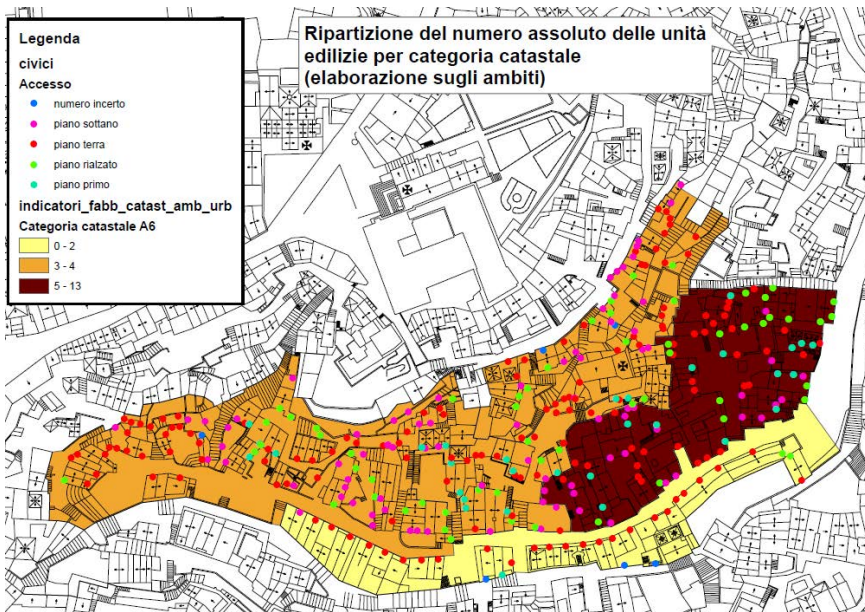 Legenda
civici
Accesso
numero incerto
piano sottano
piano terra
piano rialzato
piano primo
indicatori_fabb_catast_amb_urb
Categoria catastale A6
0 - 2
3 - 4
5 - 13
Ripartizione del numero assoluto delle unità
edilizie per categoria catastale
(elaborazione sugli ambiti)